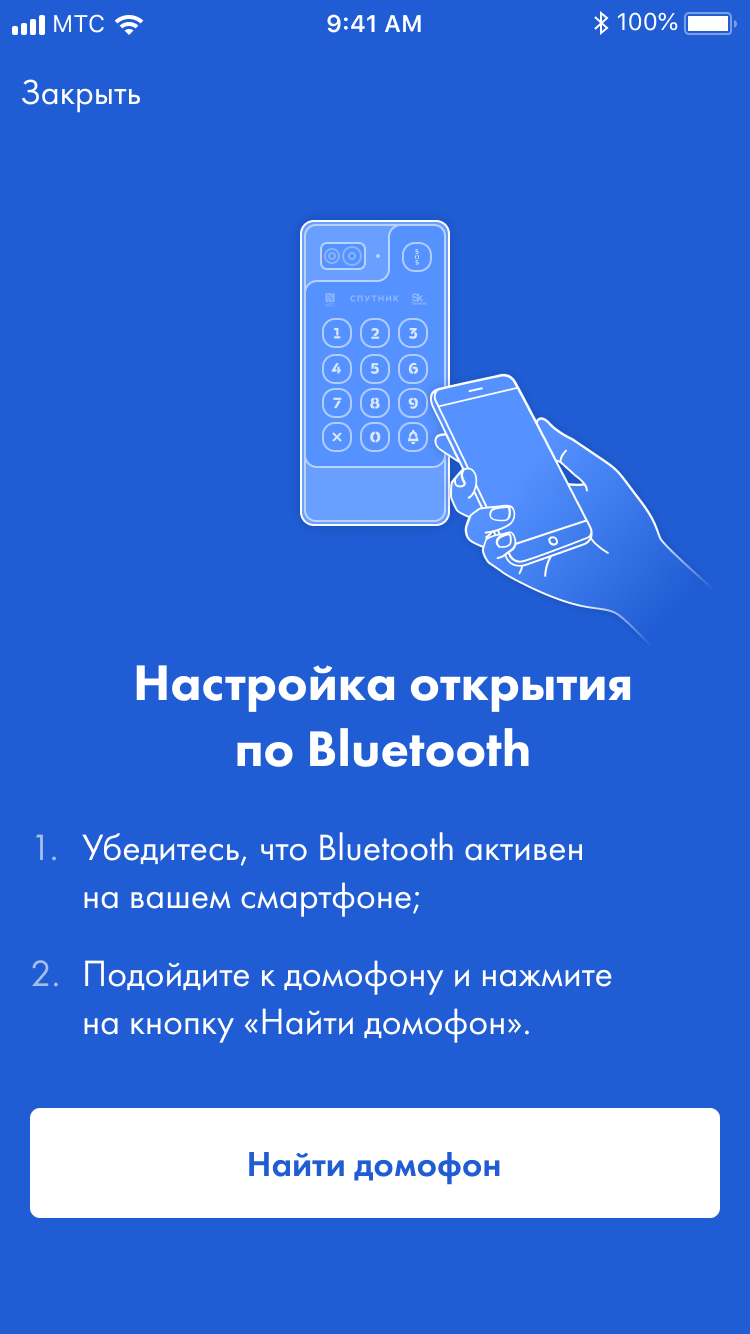 МТС 9:41 AM 100%
Закрыть
SOS
СПУТНИК Sk
1 2 3
4 5 6
7 8 9
× 0
Настройка открытия
по Bluetooth
1. Убедитесь, что Bluetooth активен
на вашем смартфоне;
2. Подойдите к домофону и нажмите
на кнопку «Найти домофон».
Найти домофон